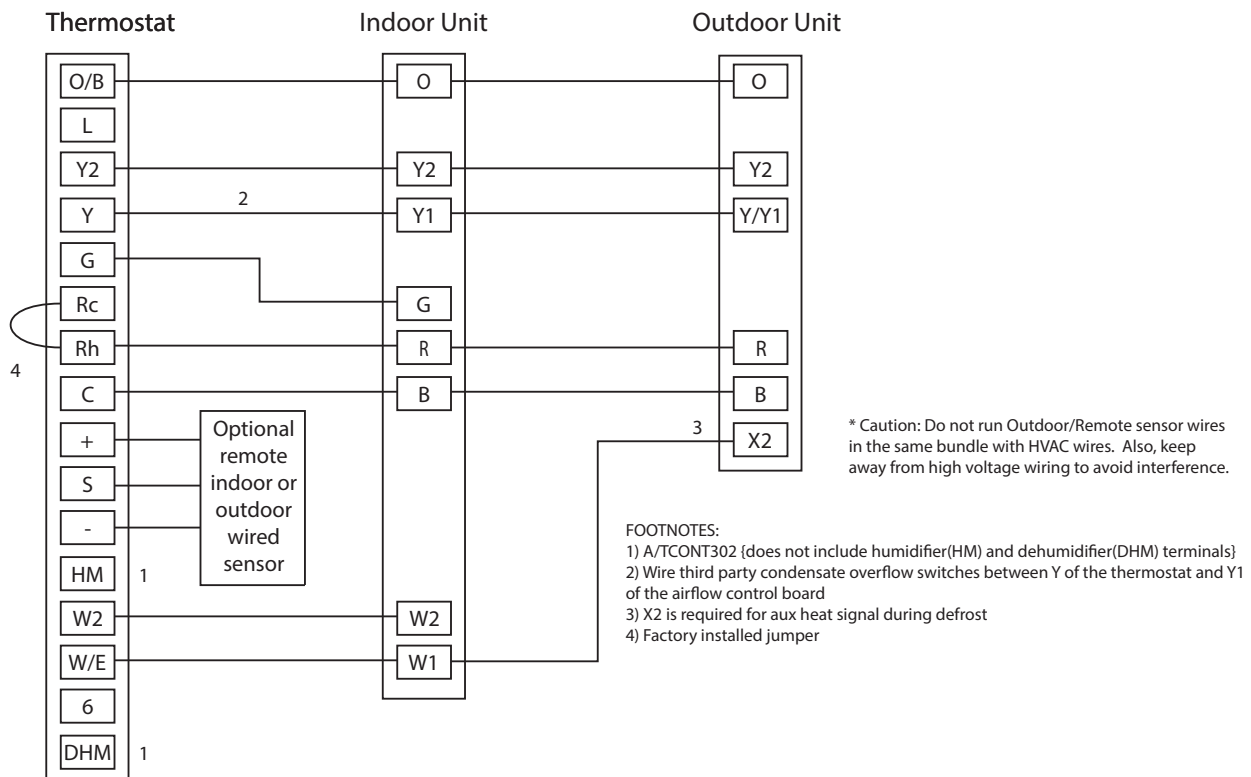 Thermostat
Indoor Unit
Outdoor Unit
O/B
O
O
L
Y2
Y2
Y2
2
Y
Y1
Y/Y1
G
Rc
G
Rh
R
R
4
C
B
B
+
S
-
Optional
remote
indoor or
outdoor
wired
sensor
3
X2
* Caution: Do not run Outdoor/Remote sensor wires
in the same bundle with HVAC wires. Also, keep
away from high voltage wiring to avoid interference.
HM
1
W2
W2
W/E
W1
6
DHM
1
FOOTNOTES:
1) A/TCONT302 {does not include humidifier(HM) and dehumidifier(DHM) terminals}
2) Wire third party condensate overflow switches between Y of the thermostat and Y1
of the airflow control board
3) X2 is required for aux heat signal during defrost
4) Factory installed jumper